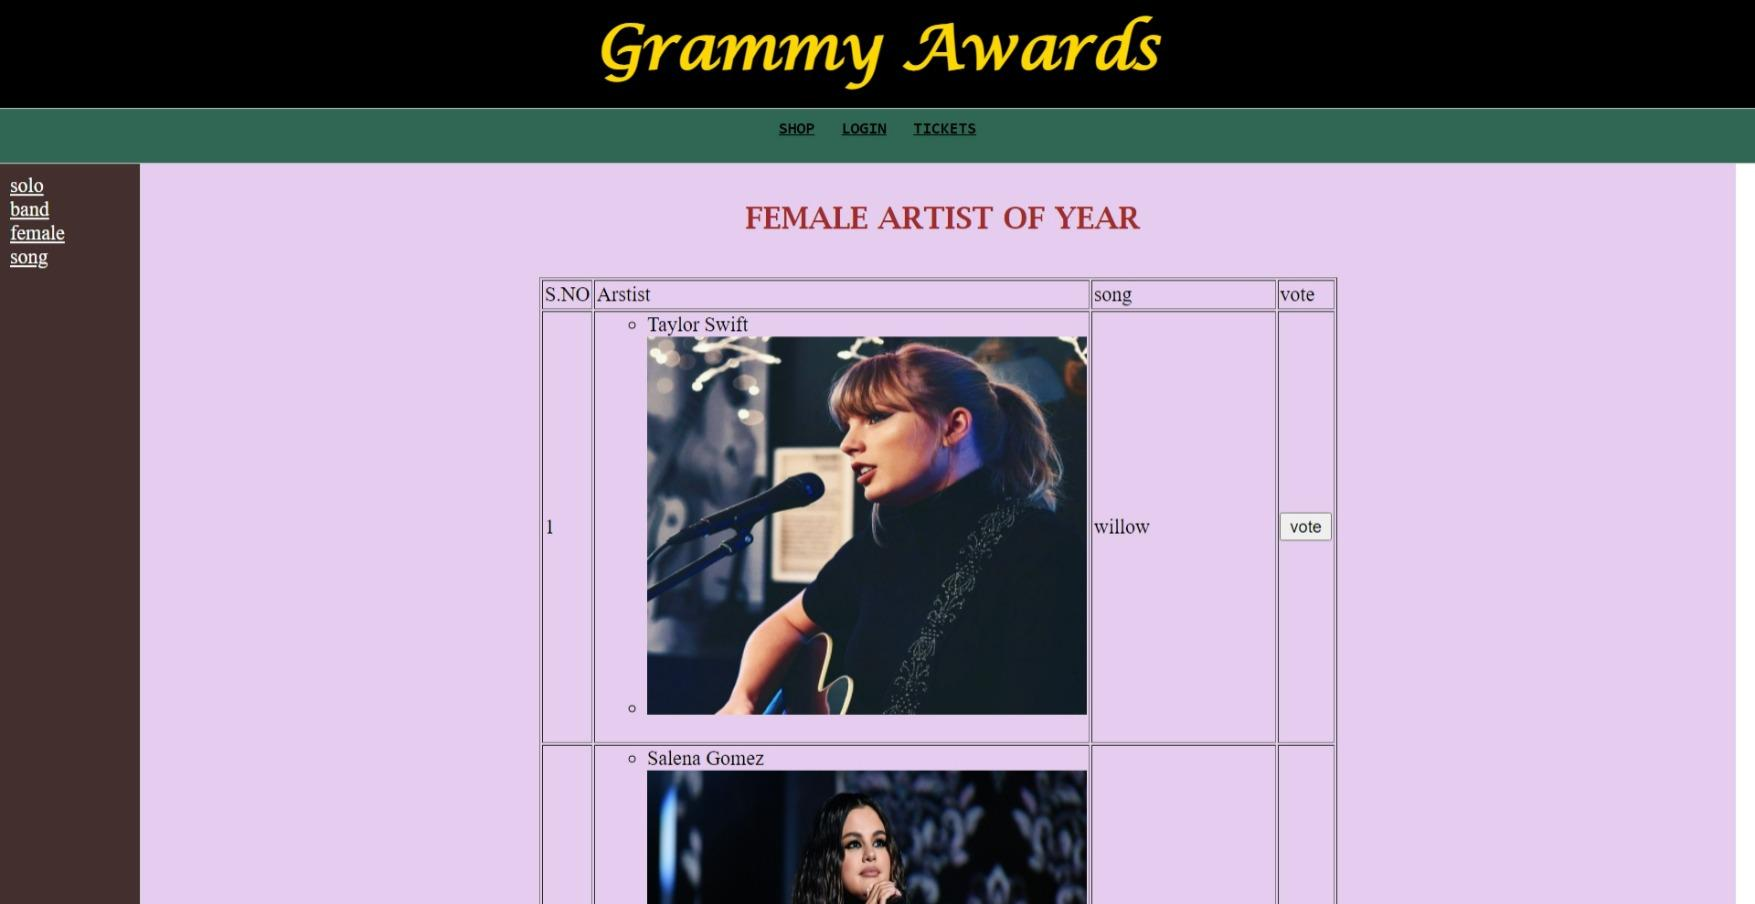 Grammy Awards
SHOP LOGIN TICKETS
solo
band
female
song
FEMALE ARTIST OF YEAR
S.NO Arstist song vote
Taylor Swift
1 willow vote
Salena Gomez